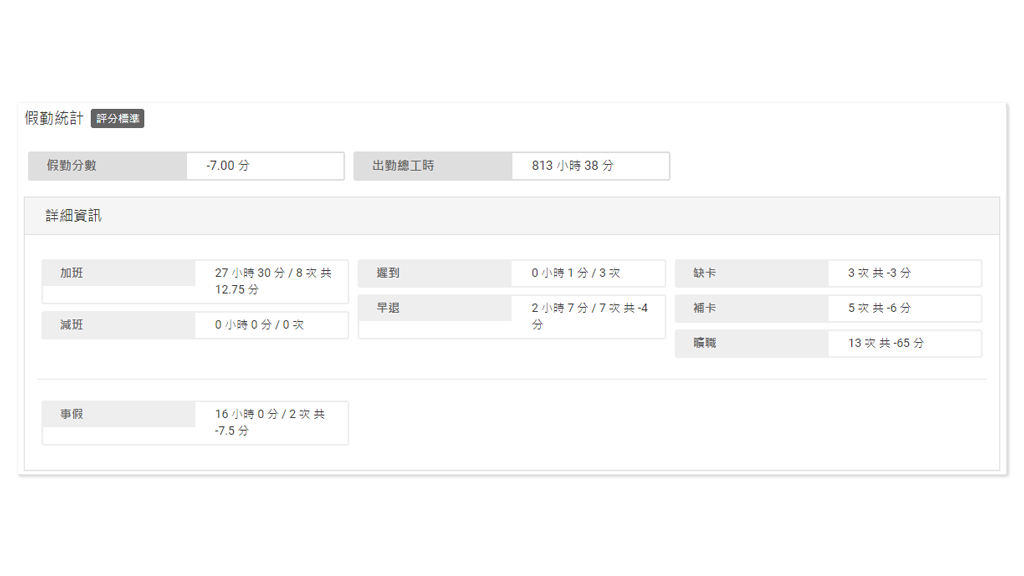 假勤統計 評分標準
假勤分數 -7.00 分 出勤總工時 813 小時 38 分
詳細資訊
加班 27 小時 30 分 / 8 次 共
12.75 分
減班 0 小時 0 分 / 0 次
遲到 0 小時 1 分 / 3 次
早退 2 小時 7 分 / 7 次 共 -4
分
缺卡 3 次 共 -3 分
補卡 5 次 共 -6 分
曠職 13 次 共 -65 分
事假 16 小時 0 分 / 2 次 共
-7.5 分